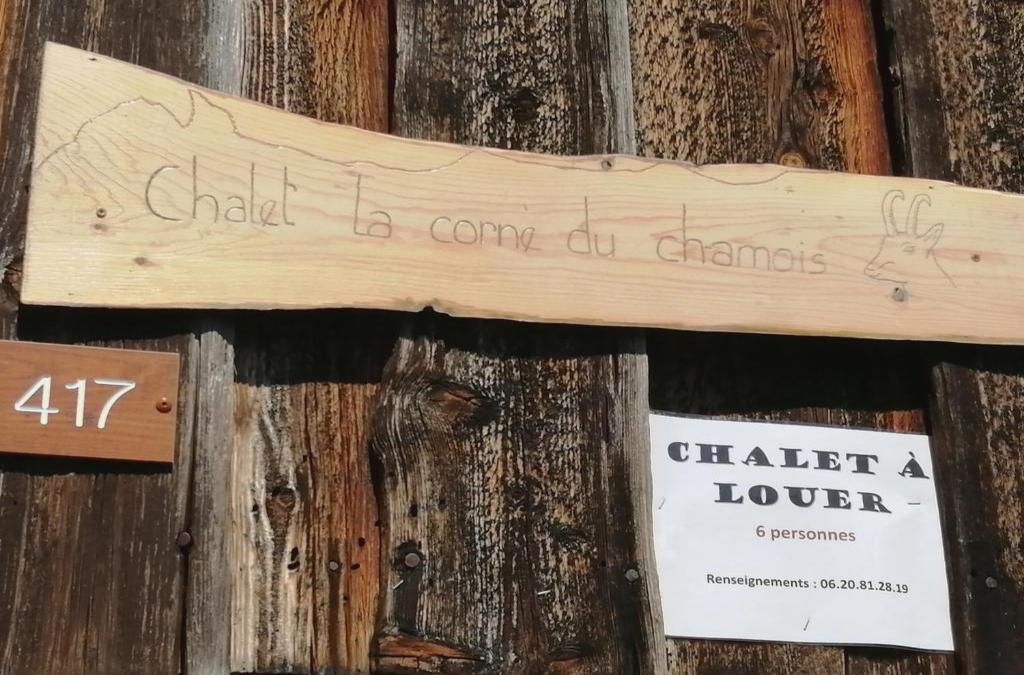 Chalet la corne du chamois
417
CHALET À
LOUER
6 personnes
Renseignements : 06.20.81.28.19